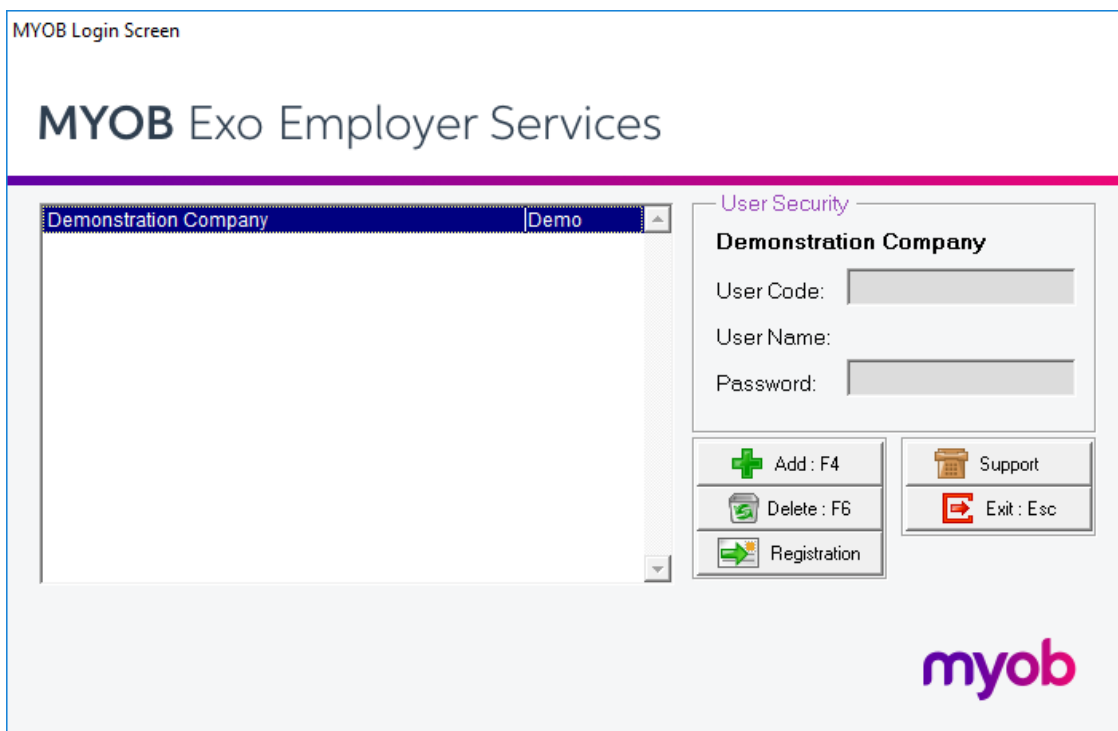 MYOB Login Screen
MYOB Exo Employer Services
Demonstration Company Demo
User Security
Demonstration Company
User Code:
User Name:
Password:
Add : F4
Support
Delete : F6
Exit : Esc
Registration
myob